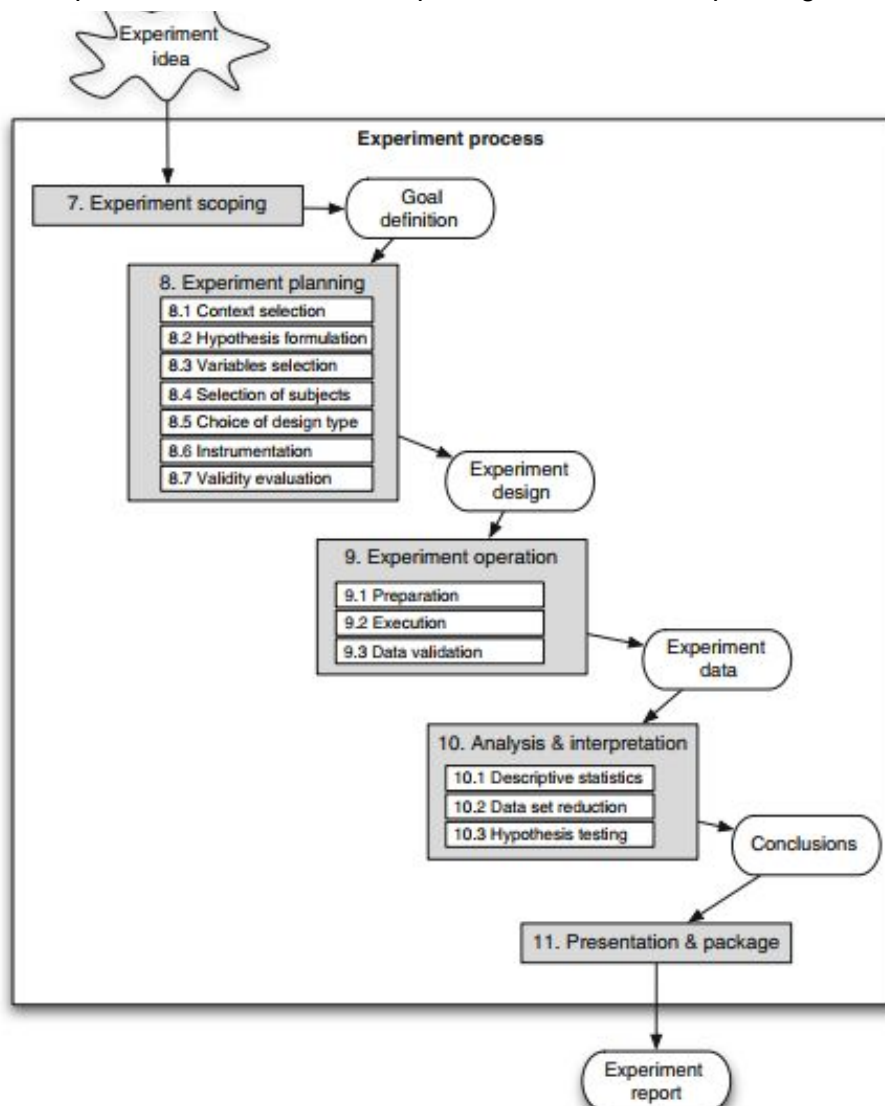 Experiment
idea
Experiment process
7. Experiment scoping
Goal
definition
8. Experiment planning
8.1 Context selection
8.2 Hypothesis formulation
8.3 Variables selection
8.4 Selection of subjects
8.5 Choice of design type
8.6 Instrumentation
8.7 Validity evaluation
Experiment
design
9. Experiment operation
9.1 Preparation
9.2 Execution
9.3 Data validation
Experiment
data
10. Analysis & interpretation
10.1 Descriptive statistics
10.2 Data set reduction
10.3 Hypothesis testing
Conclusions
11. Presentation & package
Experiment
report